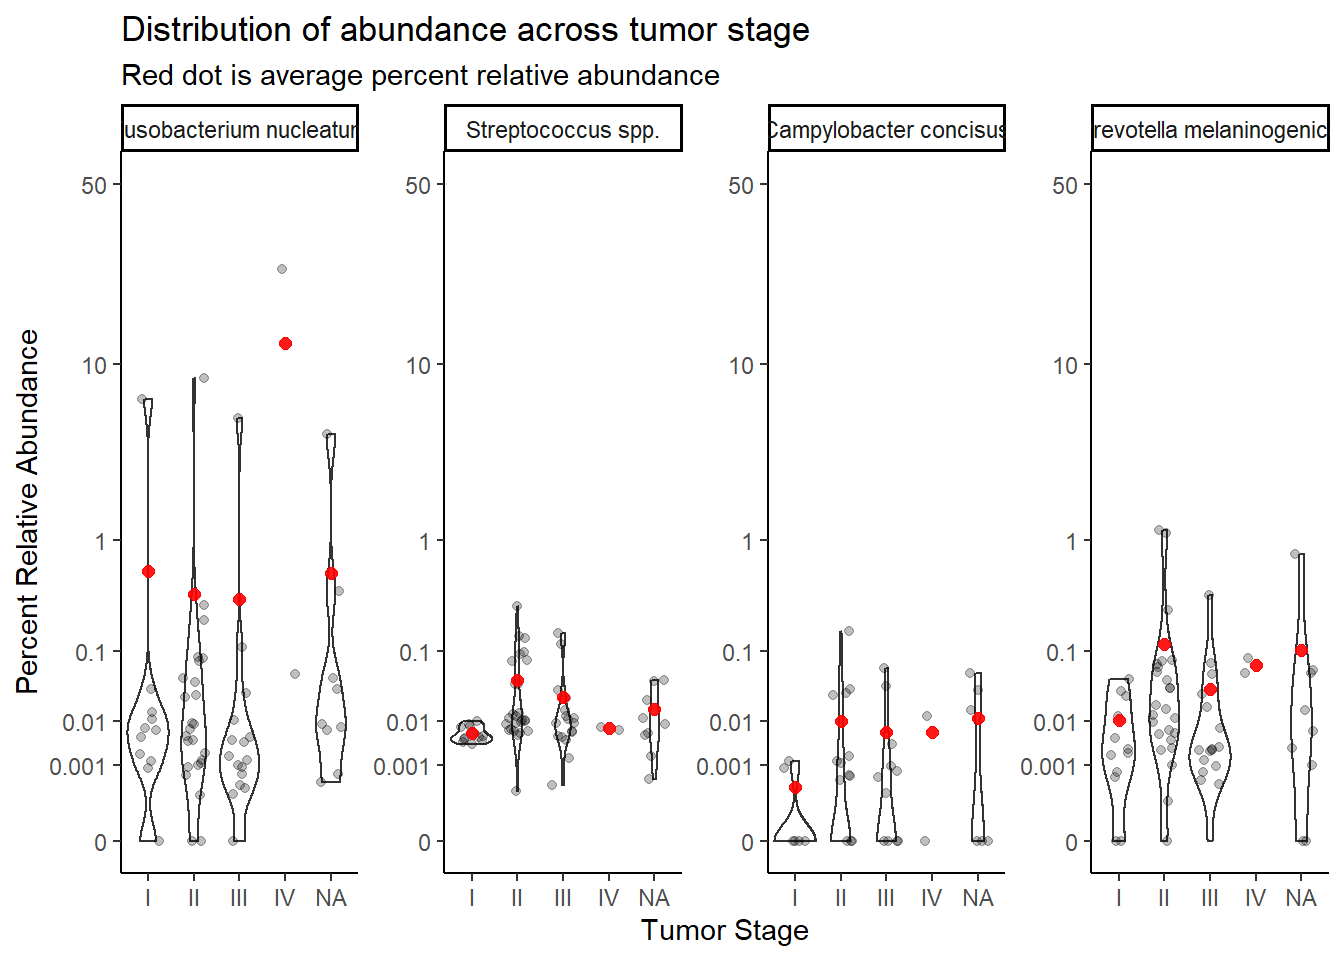 Distribution of abundance across tumor stage
Red dot is average percent relative abundance
usobacterium nucleatur
Streptococcus spp.
Campylobacter concisus
revotella melaninogenic
Percent Relative Abundance
50
10
1
0.1
0.01
0.001
0
50
10
1
0.1
0.01
0.001
0
50
10
1
0.1
0.01
0.001
0
50
10
1
0.1
0.01
0.001
0
I II III IV NA
I II III IV NA
I II III IV NA
I II III IV NA
Tumor Stage